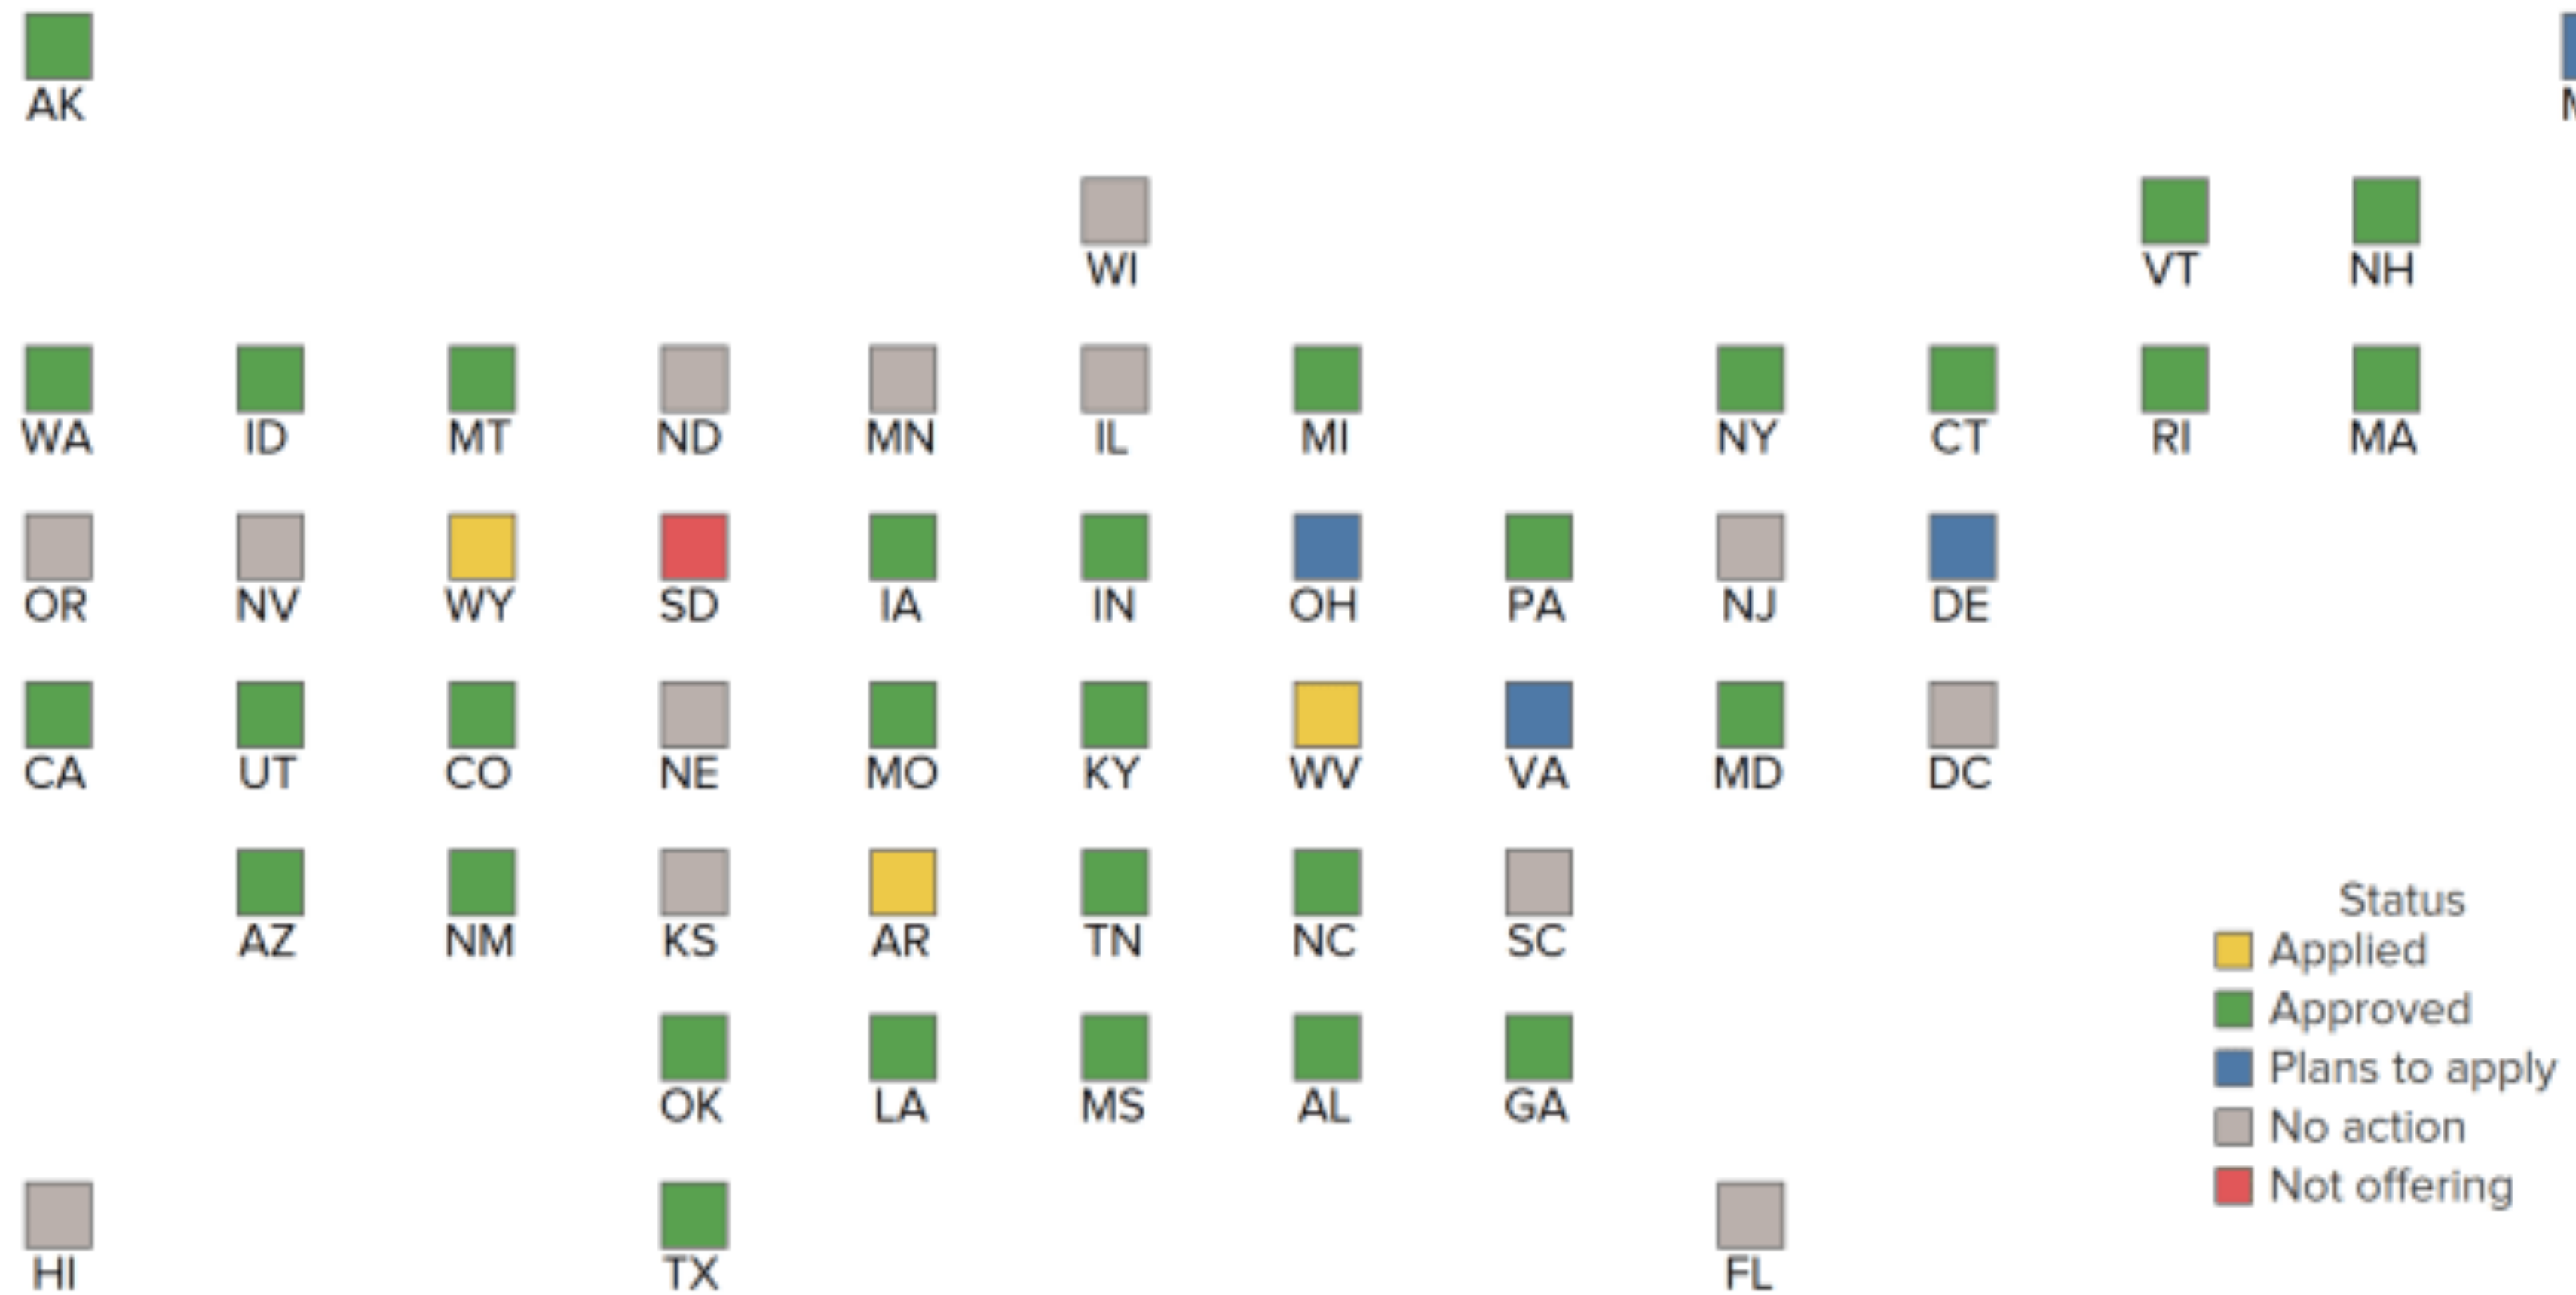 AK
WI VT NH
WA ID MT ND MN IL MI NY CT RI MA
OR NV WY SD IA IN OH PA NJ DE
CA UT CO NE MO KY WV VA MD DC
AZ NM KS AR TN NC SC
OK LA MS AL GA
HI TX FL
Status
Applied
Approved
Plans to apply
No action
Not offering